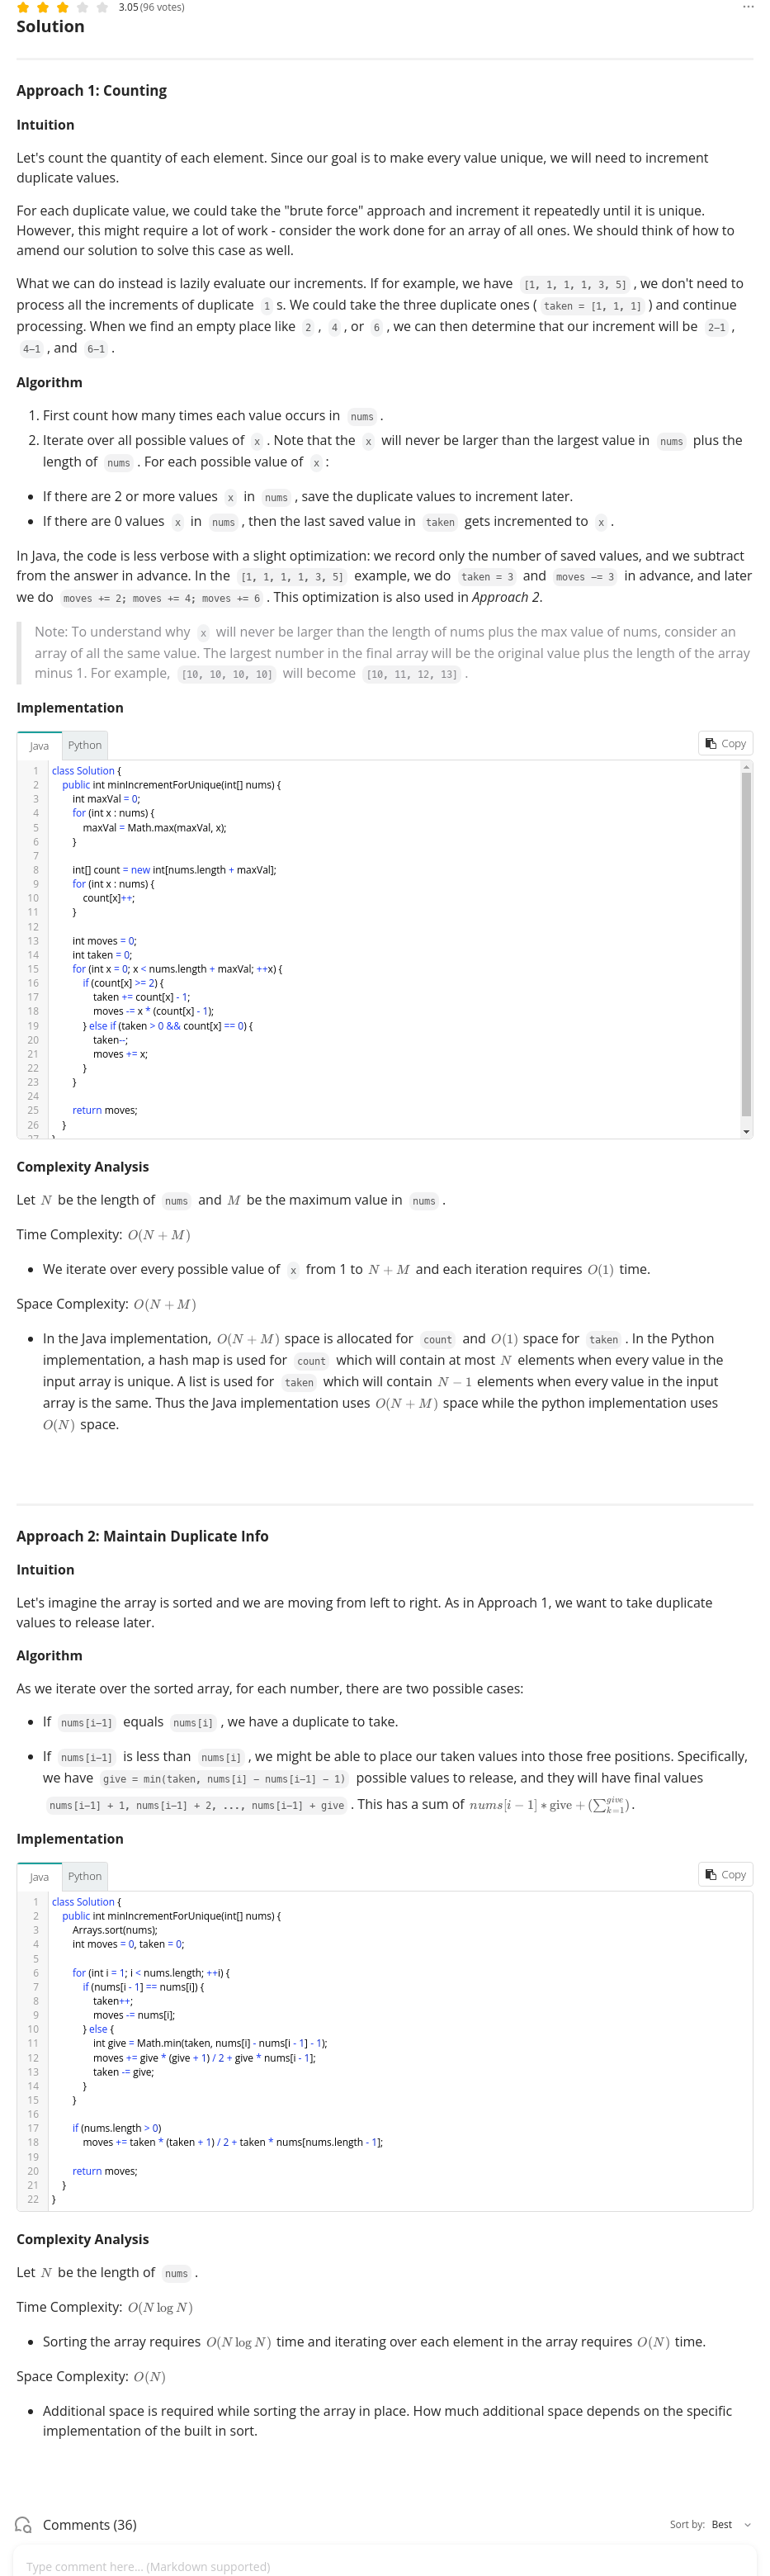 3.05 (96 votes)
Solution
Approach 1: Counting
Intuition
Let's count the quantity of each element. Since our goal is to make every value unique, we will need to increment
duplicate values.
For each duplicate value, we could take the "brute force" approach and increment it repeatedly until it is unique.
However, this might require a lot of work - consider the work done for an array of all ones. We should think of how to
amend our solution to solve this case as well.
What we can do instead is lazily evaluate our increments. If for example, we have [1, 1, 1, 1, 3, 5] , we don't need to
process all the increments of duplicate 1 s. We could take the three duplicate ones ( taken = [1, 1, 1] ) and continue
processing. When we find an empty place like 2 , 4 , or 6 , we can then determine that our increment will be 2-1 ,
4-1 , and 6-1 .
Algorithm
1. First count how many times each value occurs in nums .
2. Iterate over all possible values of x . Note that the x will never be larger than the largest value in nums plus the
length of nums . For each possible value of x :
• If there are 2 or more values x in nums , save the duplicate values to increment later.
• If there are 0 values x in nums , then the last saved value in taken gets incremented to x .
In Java, the code is less verbose with a slight optimization: we record only the number of saved values, and we subtract
from the answer in advance. In the [1, 1, 1, 1, 3, 5] example, we do taken = 3 and moves -= 3 in advance, and later
we do moves += 2; moves += 4; moves += 6 . This optimization is also used in Approach 2.
Note: To understand why x will never be larger than the length of nums plus the max value of nums, consider an
array of all the same value. The largest number in the final array will be the original value plus the length of the array
minus 1. For example, [10, 10, 10, 10] will become [10, 11, 12, 13] .
Implementation
Java Python Copy
1 class Solution {
2 public int minIncrementForUnique(int[] nums) {
3 int maxVal = 0;
4 for (int x : nums) {
5 maxVal = Math.max(maxVal, x);
6 }
7
8 int[] count = new int[nums.length + maxVal];
9 for (int x : nums) {
10 count[x]++;
11 }
12
13 int moves = 0;
14 int taken = 0;
15 for (int x = 0; x < nums.length + maxVal; ++x) {
16 if (count[x] >= 2) {
17 taken += count[x] - 1;
18 moves -= x * (count[x] - 1);
19 } else if (taken > 0 && count[x] == 0) {
20 taken--;
21 moves += x;
22 }
23 }
24
25 return moves;
26 }
27 }
Complexity Analysis
Let N be the length of nums and M be the maximum value in nums .
Time Complexity: O(N + M)
• We iterate over every possible value of x from 1 to N + M and each iteration requires O(1) time.
Space Complexity: O(N + M)
• In the Java implementation, O(N + M) space is allocated for count and O(1) space for taken . In the Python
implementation, a hash map is used for count which will contain at most N elements when every value in the
input array is unique. A list is used for taken which will contain N − 1 elements when every value in the input
array is the same. Thus the Java implementation uses O(N + M) space while the python implementation uses
O(N) space.
Approach 2: Maintain Duplicate Info
Intuition
Let's imagine the array is sorted and we are moving from left to right. As in Approach 1, we want to take duplicate
values to release later.
Algorithm
As we iterate over the sorted array, for each number, there are two possible cases:
• If nums[i-1] equals nums[i] , we have a duplicate to take.
• If nums[i-1] is less than nums[i] , we might be able to place our taken values into those free positions. Specifically,
we have give = min(taken, nums[i] - nums[i-1] - 1) possible values to release, and they will have final values
nums[i-1] + 1, nums[i-1] + 2, ..., nums[i-1] + give . This has a sum of nums[i − 1] ∗ give + (∑_{k=1}^{give}).
Implementation
Java Python Copy
1 class Solution {
2 public int minIncrementForUnique(int[] nums) {
3 Arrays.sort(nums);
4 int moves = 0, taken = 0;
5
6 for (int i = 1; i < nums.length; ++i) {
7 if (nums[i - 1] == nums[i]) {
8 taken++;
9 moves -= nums[i];
10 } else {
11 int give = Math.min(taken, nums[i] - nums[i - 1] - 1);
12 moves += give * (give + 1) / 2 + give * nums[i - 1];
13 taken -= give;
14 }
15 }
16
17 if (nums.length > 0)
18 moves += taken * (taken + 1) / 2 + taken * nums[nums.length - 1];
19
20 return moves;
21 }
22 }
Complexity Analysis
Let N be the length of nums .
Time Complexity: O(N log N)
• Sorting the array requires O(N log N) time and iterating over each element in the array requires O(N) time.
Space Complexity: O(N)
• Additional space is required while sorting the array in place. How much additional space depends on the specific
implementation of the built in sort.
Comments (36) Sort by: Best
Type comment here... (Markdown supported)